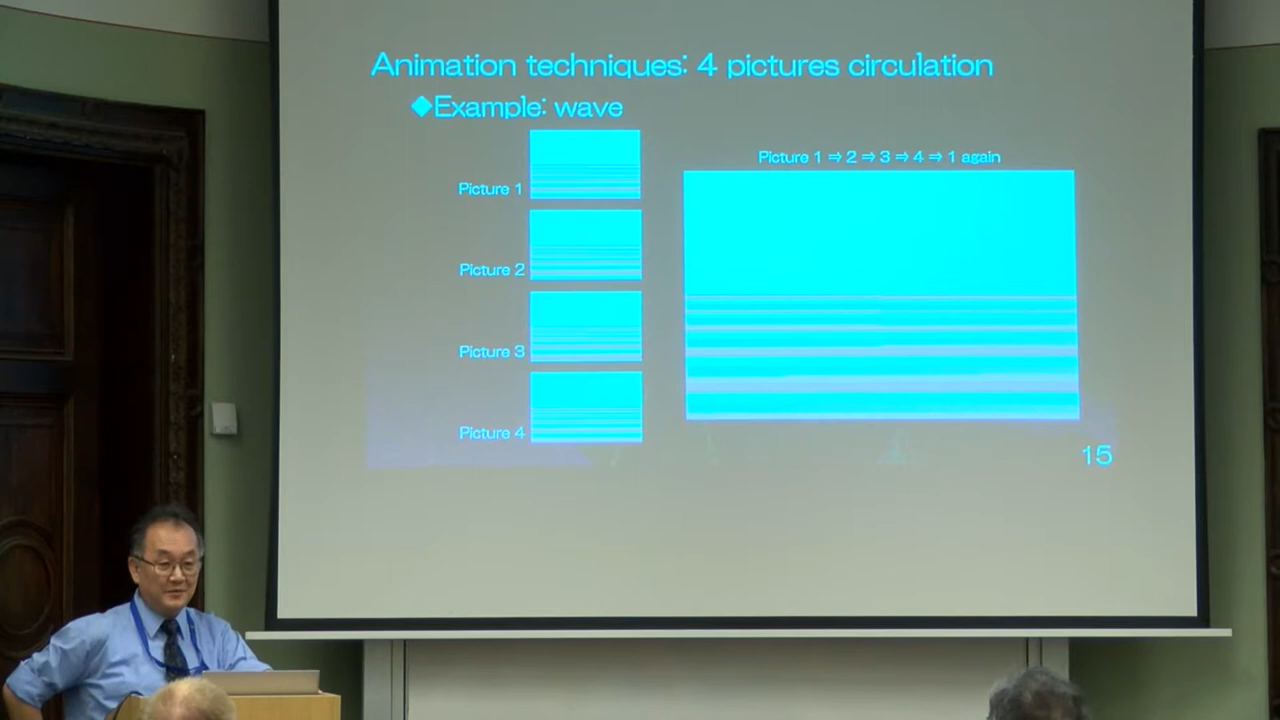 Animation techniques: 4 pictures circulation
◆Example: wave
Picture 1 ⇒ 2 ⇒ 3 ⇒ 4 ⇒ 1 again
Picture 1
Picture 2
Picture 3
Picture 4
15